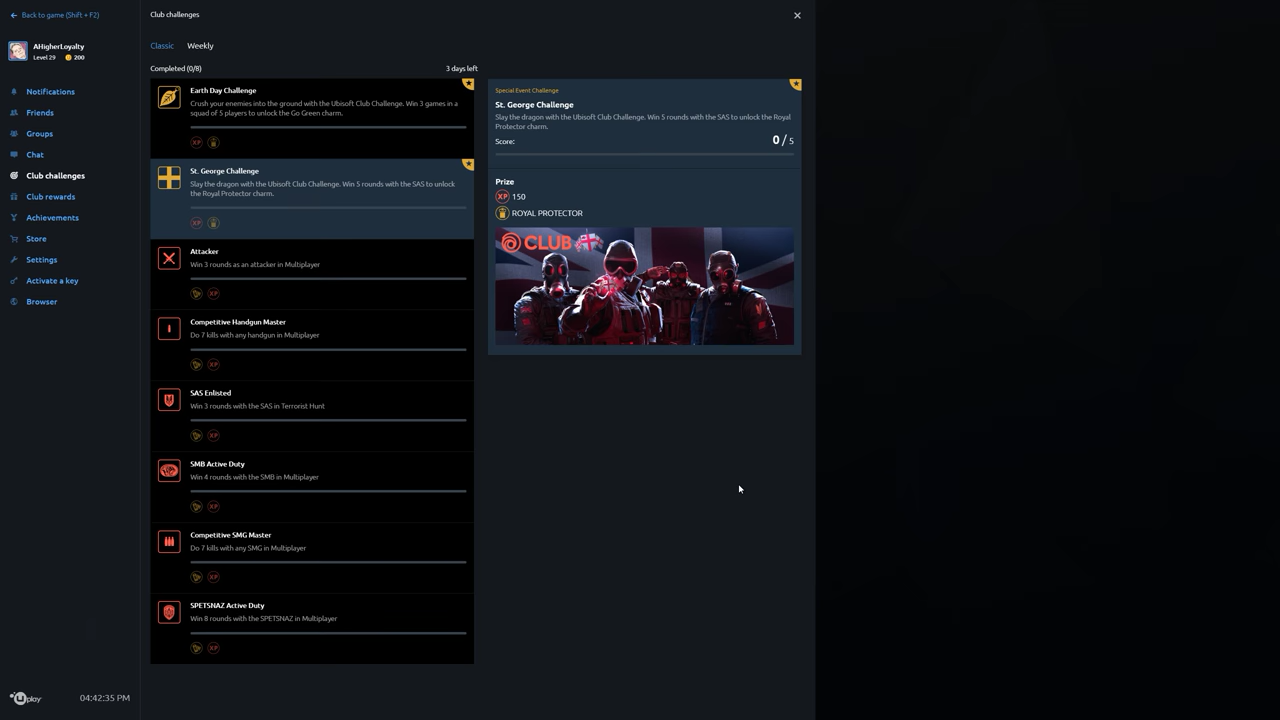 Back to game (Shift + F2)
AHigherLoyalty
Level 29 200
Notifications
Friends
Groups
Chat
Club challenges
Club rewards
Achievements
Store
Settings
Activate a key
Browser
uplay
04:42:35 PM
Club challenges
Classic Weekly
Completed (0/8) 3 days left
Earth Day Challenge
Crush your enemies into the ground with the Ubisoft Club Challenge. Win 3 games in a
squad of 5 players to unlock the Go Green charm.
XP
St. George Challenge
Slay the dragon with the Ubisoft Club Challenge. Win 5 rounds with the SAS to unlock
the Royal Protector charm.
XP
Attacker
Win 3 rounds as an attacker in Multiplayer
XP
Competitive Handgun Master
Do 7 kills with any handgun in Multiplayer
XP
SAS Enlisted
Win 3 rounds with the SAS in Terrorist Hunt
XP
SMB Active Duty
Win 4 rounds with the SMB in Multiplayer
XP
Competitive SMG Master
Do 7 kills with any SMG in Multiplayer
XP
SPETSNAZ Active Duty
Win 8 rounds with the SPETSNAZ in Multiplayer
XP
Special Event Challenge
St. George Challenge
Slay the dragon with the Ubisoft Club Challenge. Win 5 rounds with the SAS to unlock the Royal
Protector charm.
Score: 0 / 5
Prize
XP 150
ROYAL PROTECTOR
CLUB